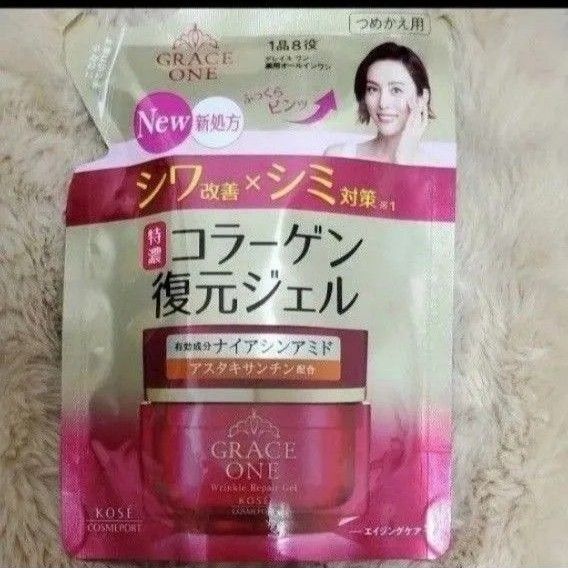 つめかえ用
GRACE
ONE
1品8役
グレイス ワン
薬用オールインワン
ふっくら
ピンッ
New 新処方
シワ改善×シミ対策※1
特濃 コラーゲン
復元ジェル
有効成分ナイアシンアミド
アスタキサンチン配合
GRACE
ONE
Wrinkle Repair Gel
KOSÉ
COSMEPORT
KOSÉ
COSMEPORT
エイジングケア